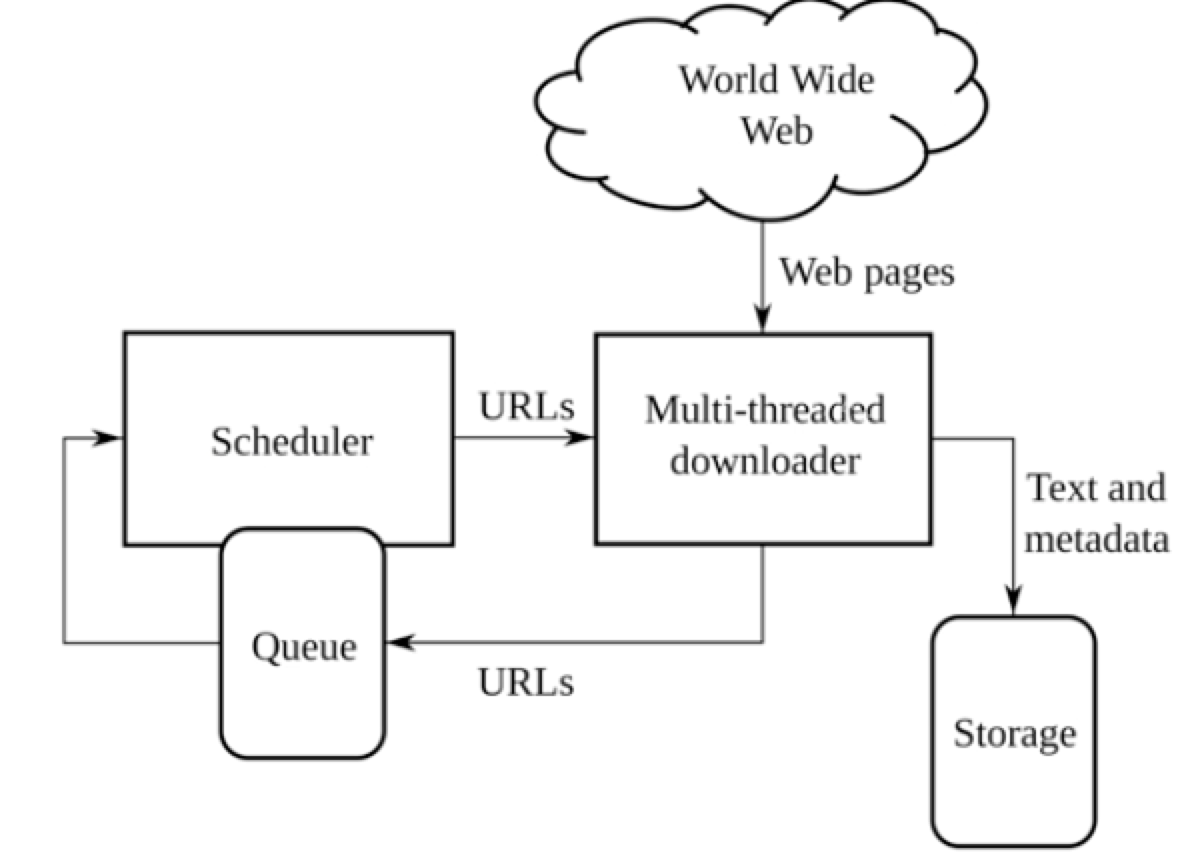 World Wide
Web
Web pages
URLs
Scheduler
Multi-threaded
downloader
Text and
metadata
Queue
URLs
Storage